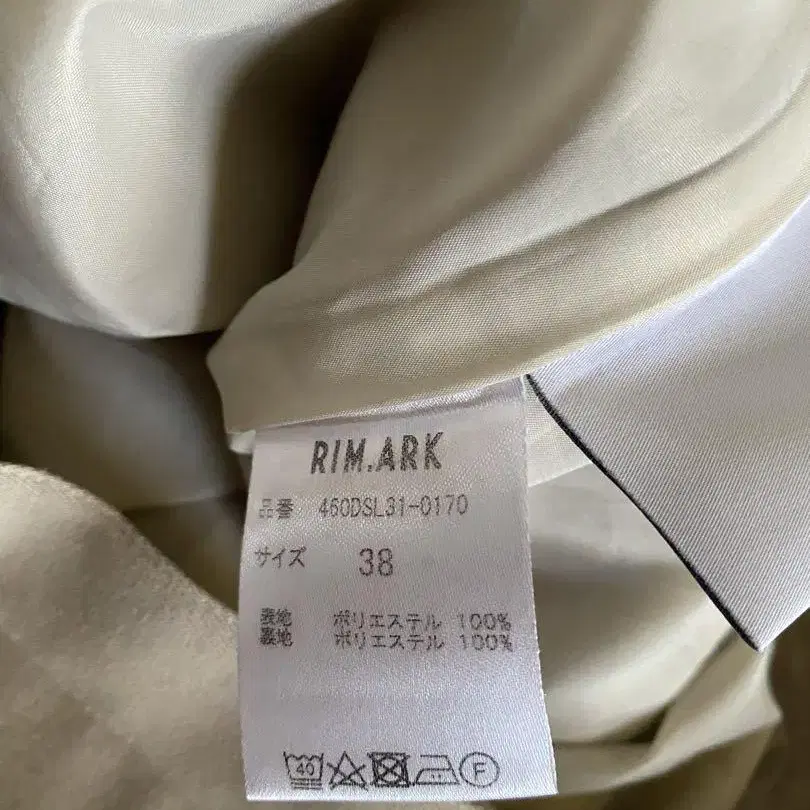 RIM.ARK
品番 460DSL31-0170
サイズ 38
表地 ポリエステル 100%
裏地 ポリエステル 100%
40 F